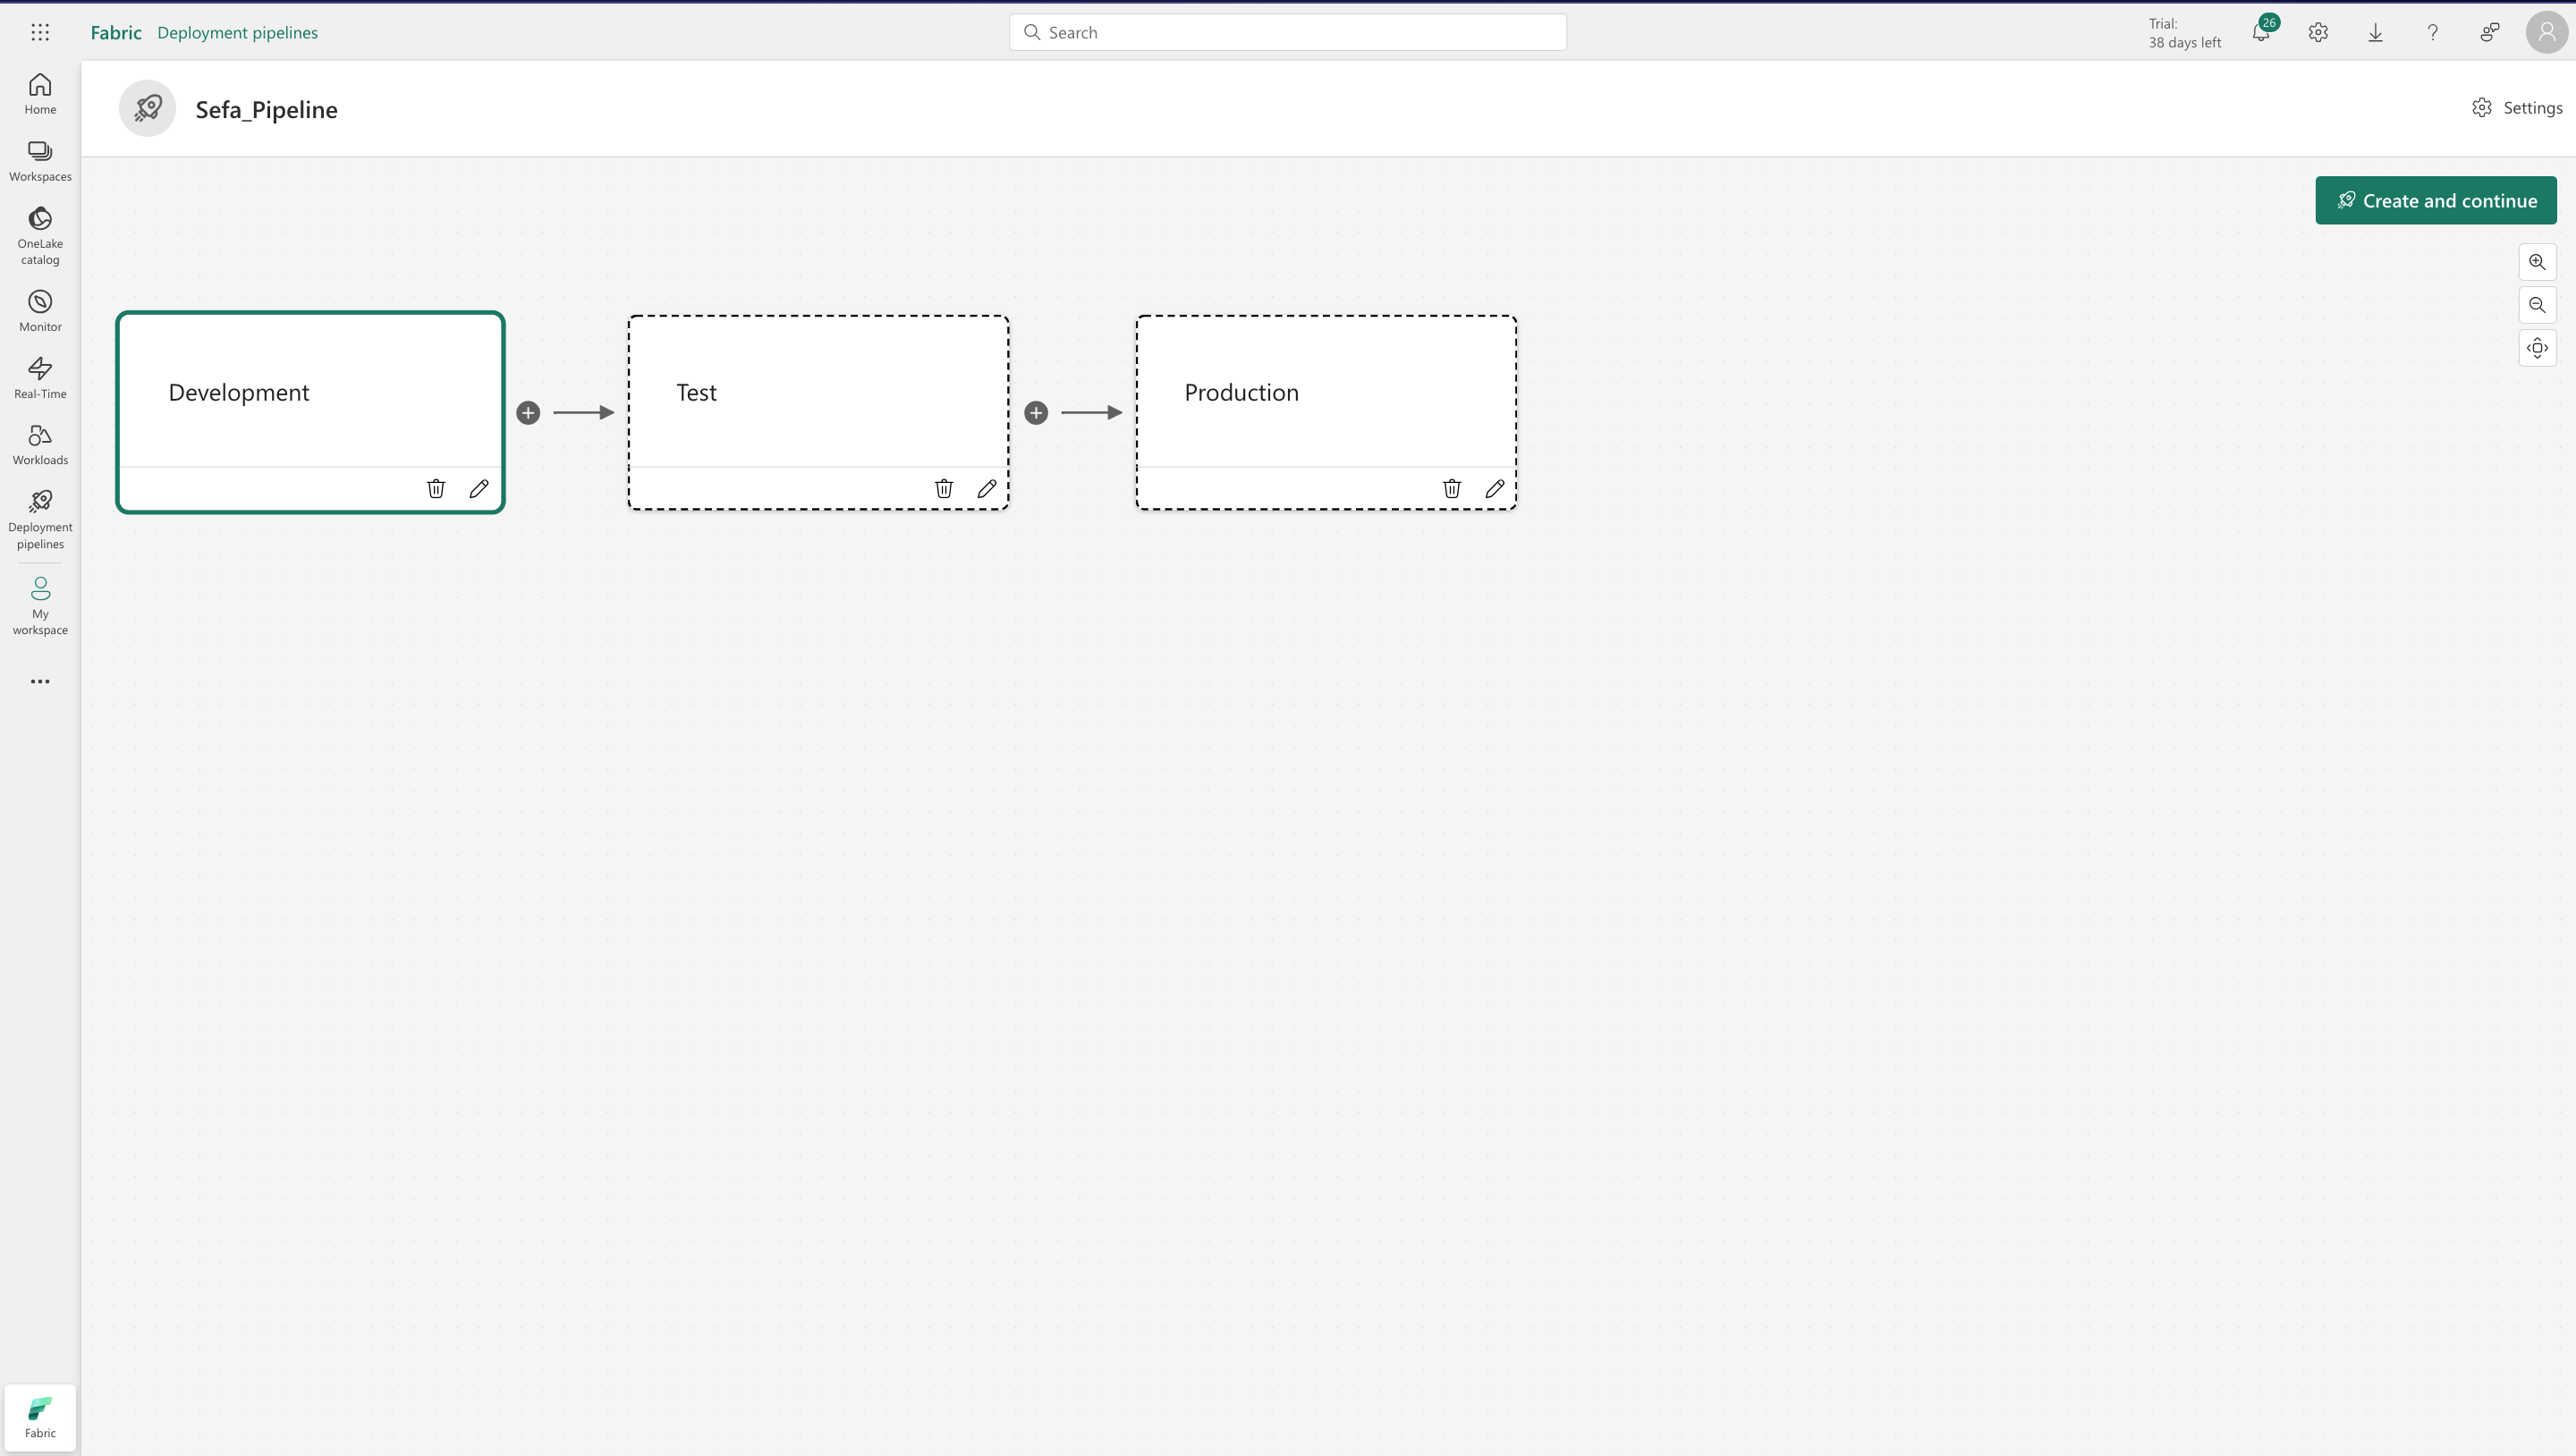 Fabric Deployment pipelines
Search
Trial:
38 days left
26
Home
Workspaces
OneLake
catalog
Monitor
Real-Time
Workloads
Deployment
pipelines
My
workspace
Fabric
Sefa_Pipeline
Settings
Create and continue
Development
Test
Production